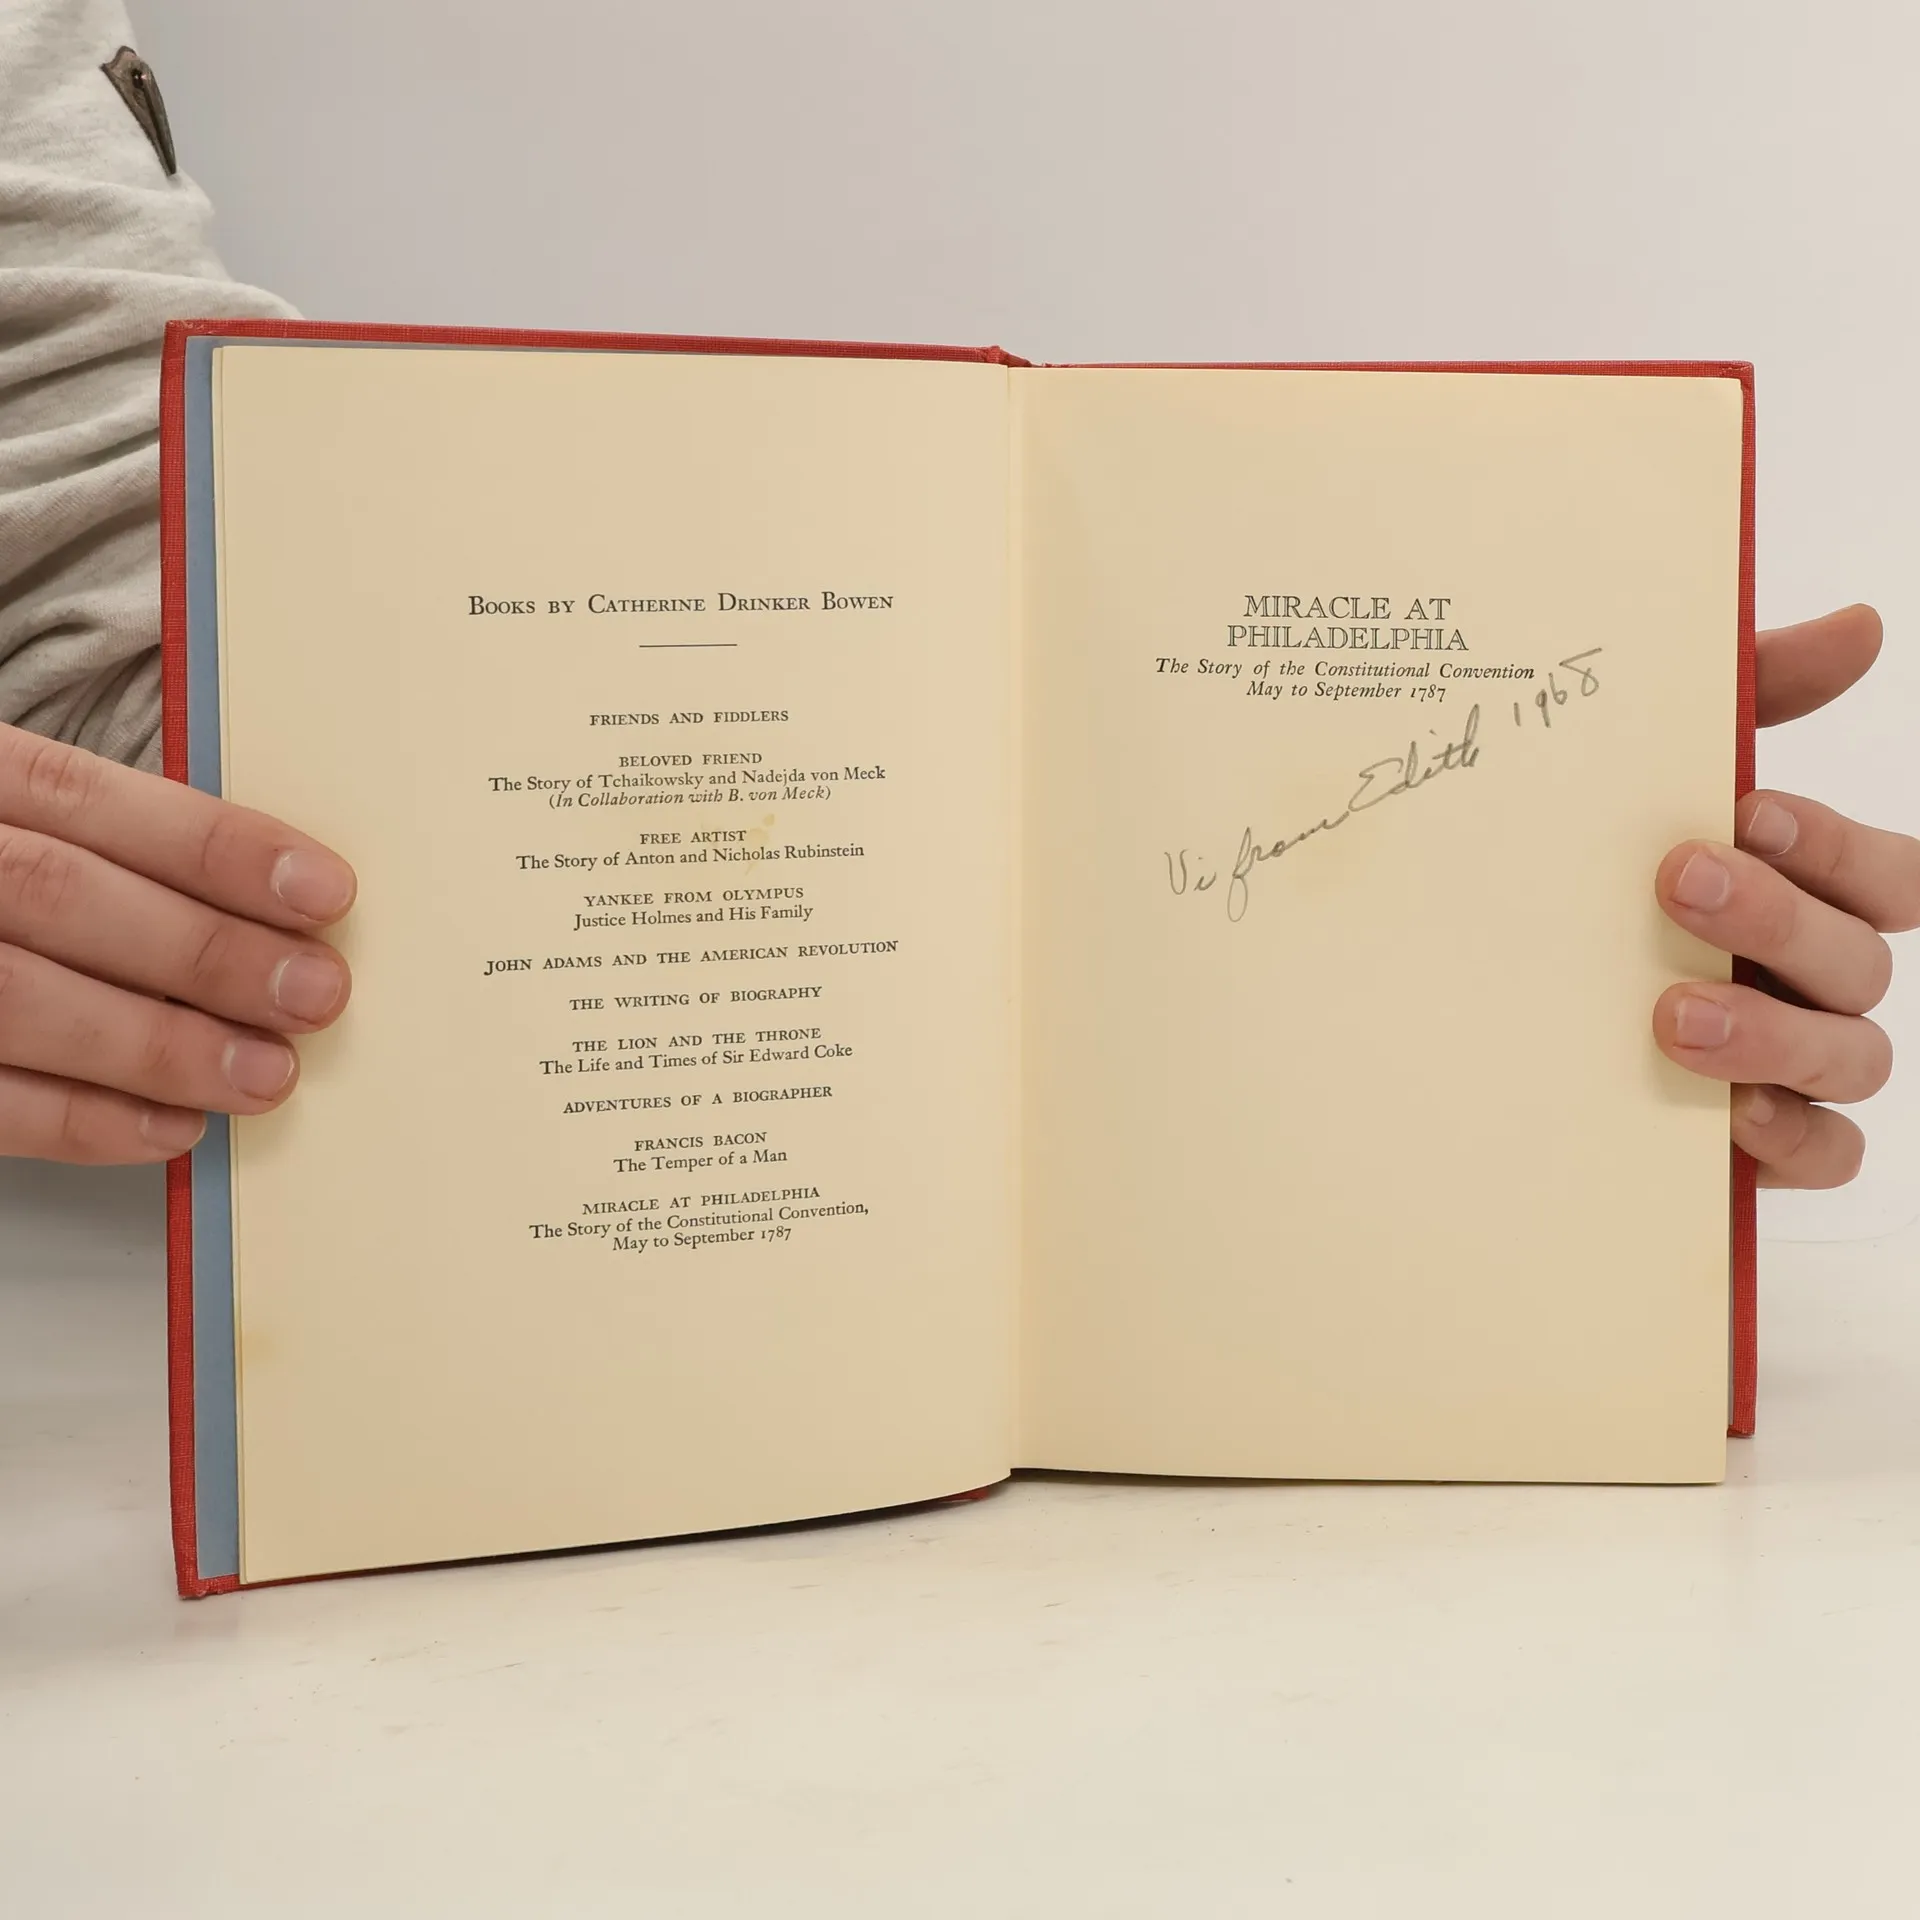 BOOKS BY CATHERINE DRINKER BOWEN
FRIENDS AND FIDDLERS
BELOVED FRIEND
The Story of Tchaikowsky and Nadejda von Meck
(In Collaboration with B. von Meck)
FREE ARTIST
The Story of Anton and Nicholas Rubinstein
YANKEE FROM OLYMPUS
Justice Holmes and His Family
JOHN ADAMS AND THE AMERICAN REVOLUTION
THE WRITING OF BIOGRAPHY
THE LION AND THE THRONE
The Life and Times of Sir Edward Coke
ADVENTURES OF A BIOGRAPHER
FRANCIS BACON
The Temper of a Man
MIRACLE AT PHILADELPHIA
The Story of the Constitutional Convention,
May to September 1787
MIRACLE AT
PHILADELPHIA
The Story of the Constitutional Convention
May to September 1787
Vi from Edith 1968